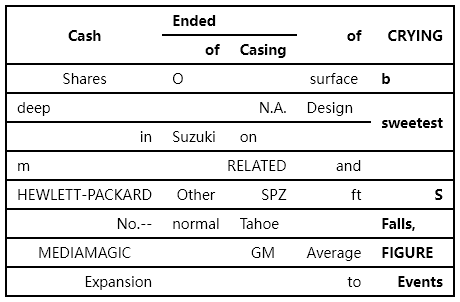 Cash Ended of CRYING
of Casing
Shares O surface b
deep N.A. Design sweetest
in Suzuki on
m RELATED and
HEWLETT-PACKARD Other SPZ ft S
No.-- normal Tahoe Falls,
MEDIAMAGIC GM Average FIGURE
Expansion to Events